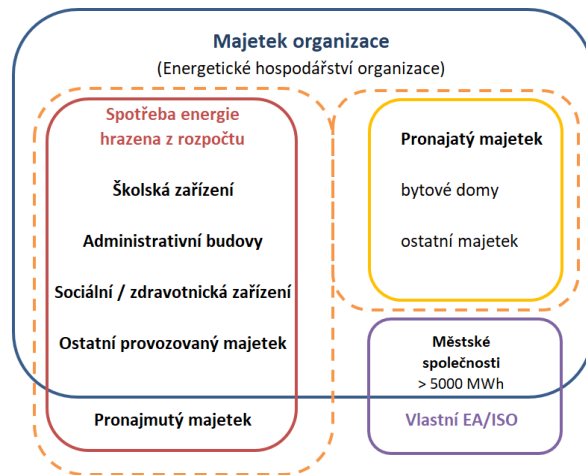 Majetek organizace
(Energetické hospodářství organizace)
Spotřeba energie
hrazena z rozpočtu
Školská zařízení
Administrativní budovy
Sociální / zdravotnická zařízení
Ostatní provozovaný majetek
Pronajmutý majetek
Pronajatý majetek
bytové domy
ostatní majetek
Městské
společnosti
> 5000 MWh
Vlastní EA/ISO